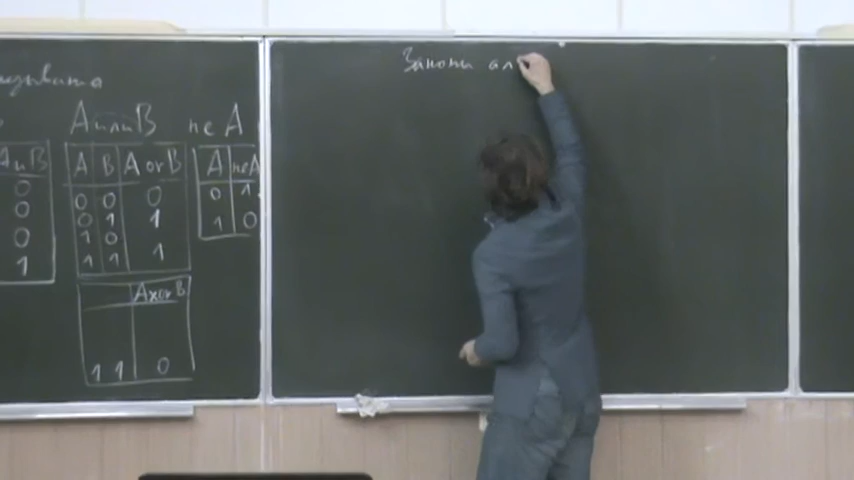 А или В не А
А и В
0
0
0
1
A B A or B
0 0 0
0 1 1
1 0
1 1 1
A не A
0 1
1 0
A xor B
1 1 0
Законы ал